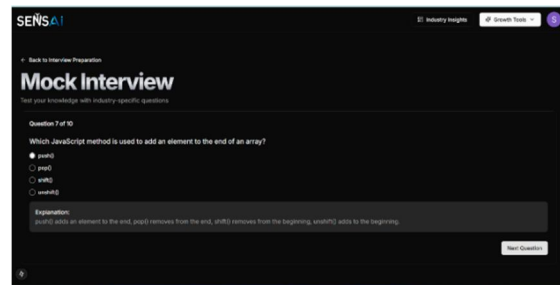 SENSAI
Industry Insights
Growth Tools
S
← Back to Interview Preparation
Mock Interview
Test your knowledge with industry-specific questions
Question 7 of 10
Which JavaScript method is used to add an element to the end of an array?
push()
pop()
shift()
unshift()
Explanation:
push() adds an element to the end, pop() removes from the end, shift() removes from the beginning, unshift() adds to the beginning.
Next Question